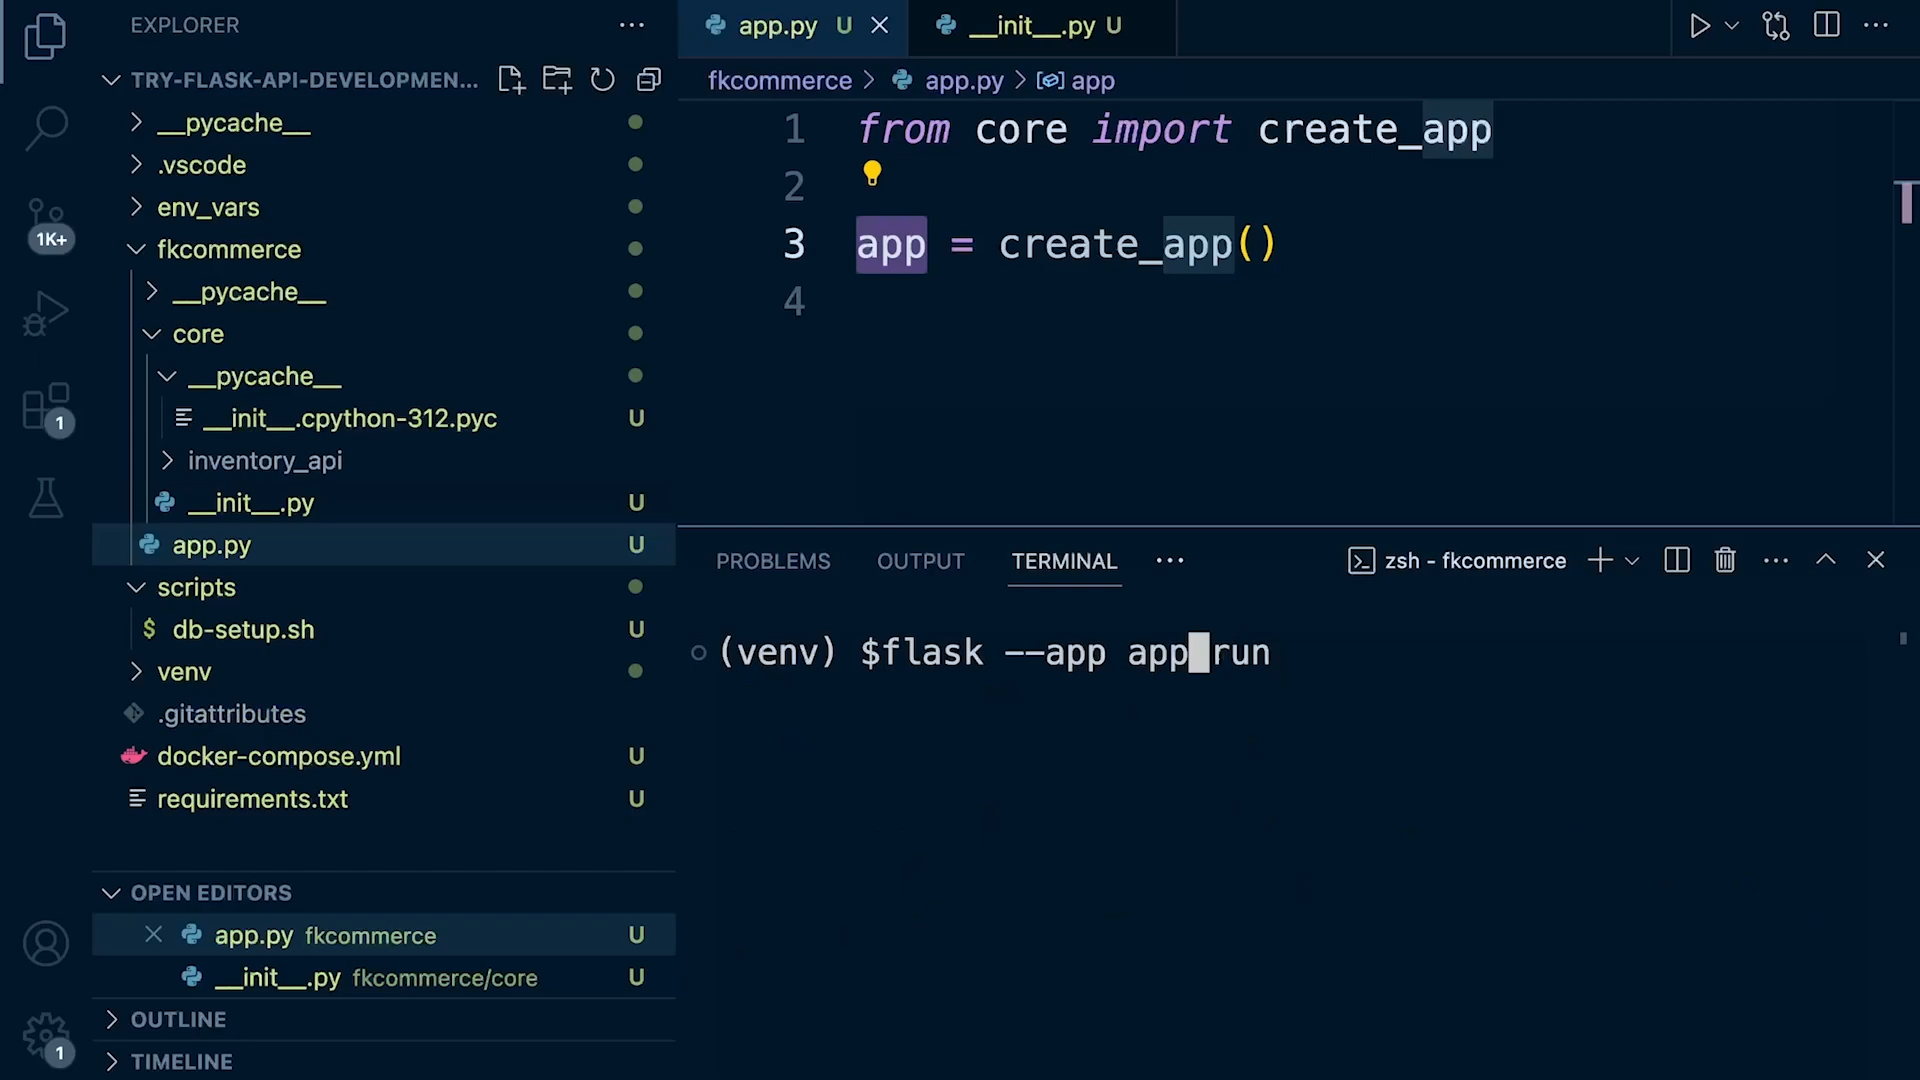 EXPLORER
TRY-FLASK-API-DEVELOPMEN...
__pycache__
.vscode
env_vars
fkcommerce
__pycache__
core
__pycache__
__init__.cpython-312.pyc U
inventory_api
__init__.py U
app.py U
scripts
db-setup.sh U
venv
.gitattributes
docker-compose.yml U
requirements.txt U
OPEN EDITORS
app.py fkcommerce U
__init__.py fkcommerce/core U
OUTLINE
TIMELINE
1K+
1
1
app.py U
__init__.py U
fkcommerce > app.py > app
1 from core import create_app
2
3 app = create_app()
4
PROBLEMS OUTPUT TERMINAL ... zsh - fkcommerce
(venv) $flask --app app run